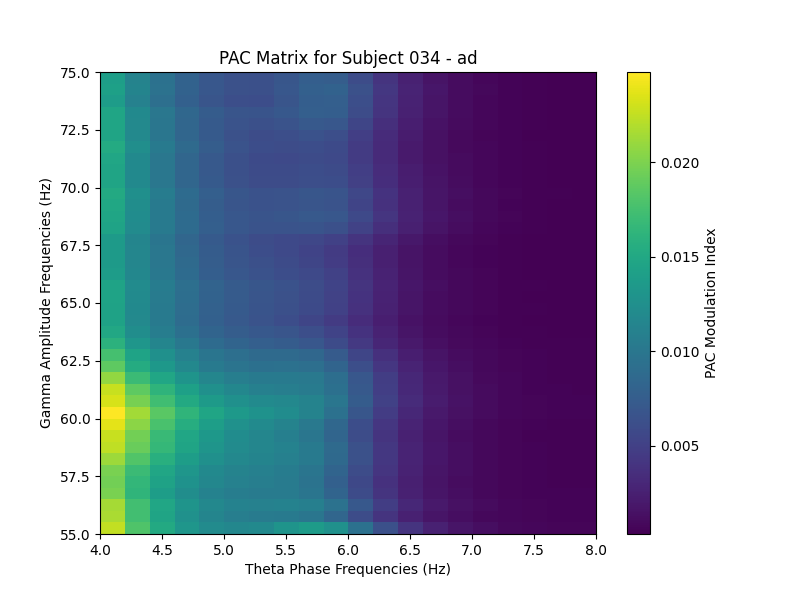 PAC Matrix for Subject 034 - ad
75.0
72.5
70.0
67.5
65.0
62.5
60.0
57.5
55.0
Gamma Amplitude Frequencies (Hz)
4.0 4.5 5.0 5.5 6.0 6.5 7.0 7.5 8.0
Theta Phase Frequencies (Hz)
0.020
0.015
0.010
0.005
PAC Modulation Index